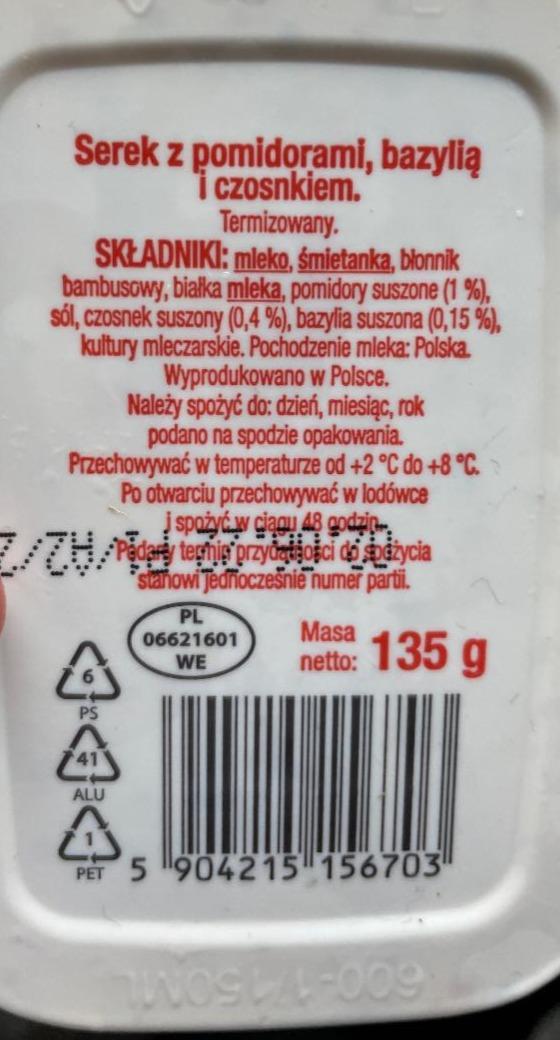 Serek z pomidorami, bazylią
i czosnkiem.
Termizowany.
SKŁADNIKI: mleko, śmietanka, błonnik
bambusowy, białka mleka, pomidory suszone (1 %),
sól, czosnek suszony (0,4 %), bazylia suszona (0,15 %),
kultury mleczarskie. Pochodzenie mleka: Polska.
Wyprodukowano w Polsce.
Należy spożyć do: dzień, miesiąc, rok
podano na spodzie opakowania.
Przechowywać w temperaturze od +2 °C do +8 °C.
Po otwarciu przechowywać w lodówce
i spożyć w ciągu 48 godzin.
Podany termin przydatności do spożycia
stanowi jednocześnie numer partii.
PL
06621601
WE
Masa
netto: 135 g
6
PS
41
ALU
1
PET
5 904215 156703
600-1/150ML